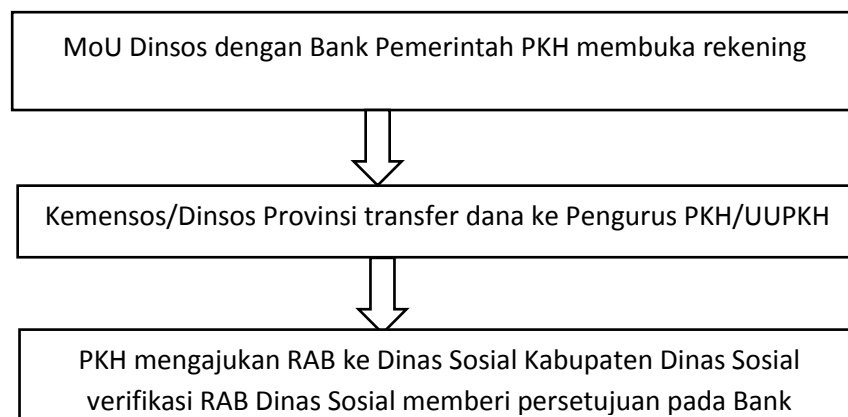 MoU Dinsos dengan Bank Pemerintah PKH membuka rekening
Kemensos/Dinsos Provinsi transfer dana ke Pengurus PKH/UUPKH
PKH mengajukan RAB ke Dinas Sosial Kabupaten Dinas Sosial
verifikasi RAB Dinas Sosial memberi persetujuan pada Bank